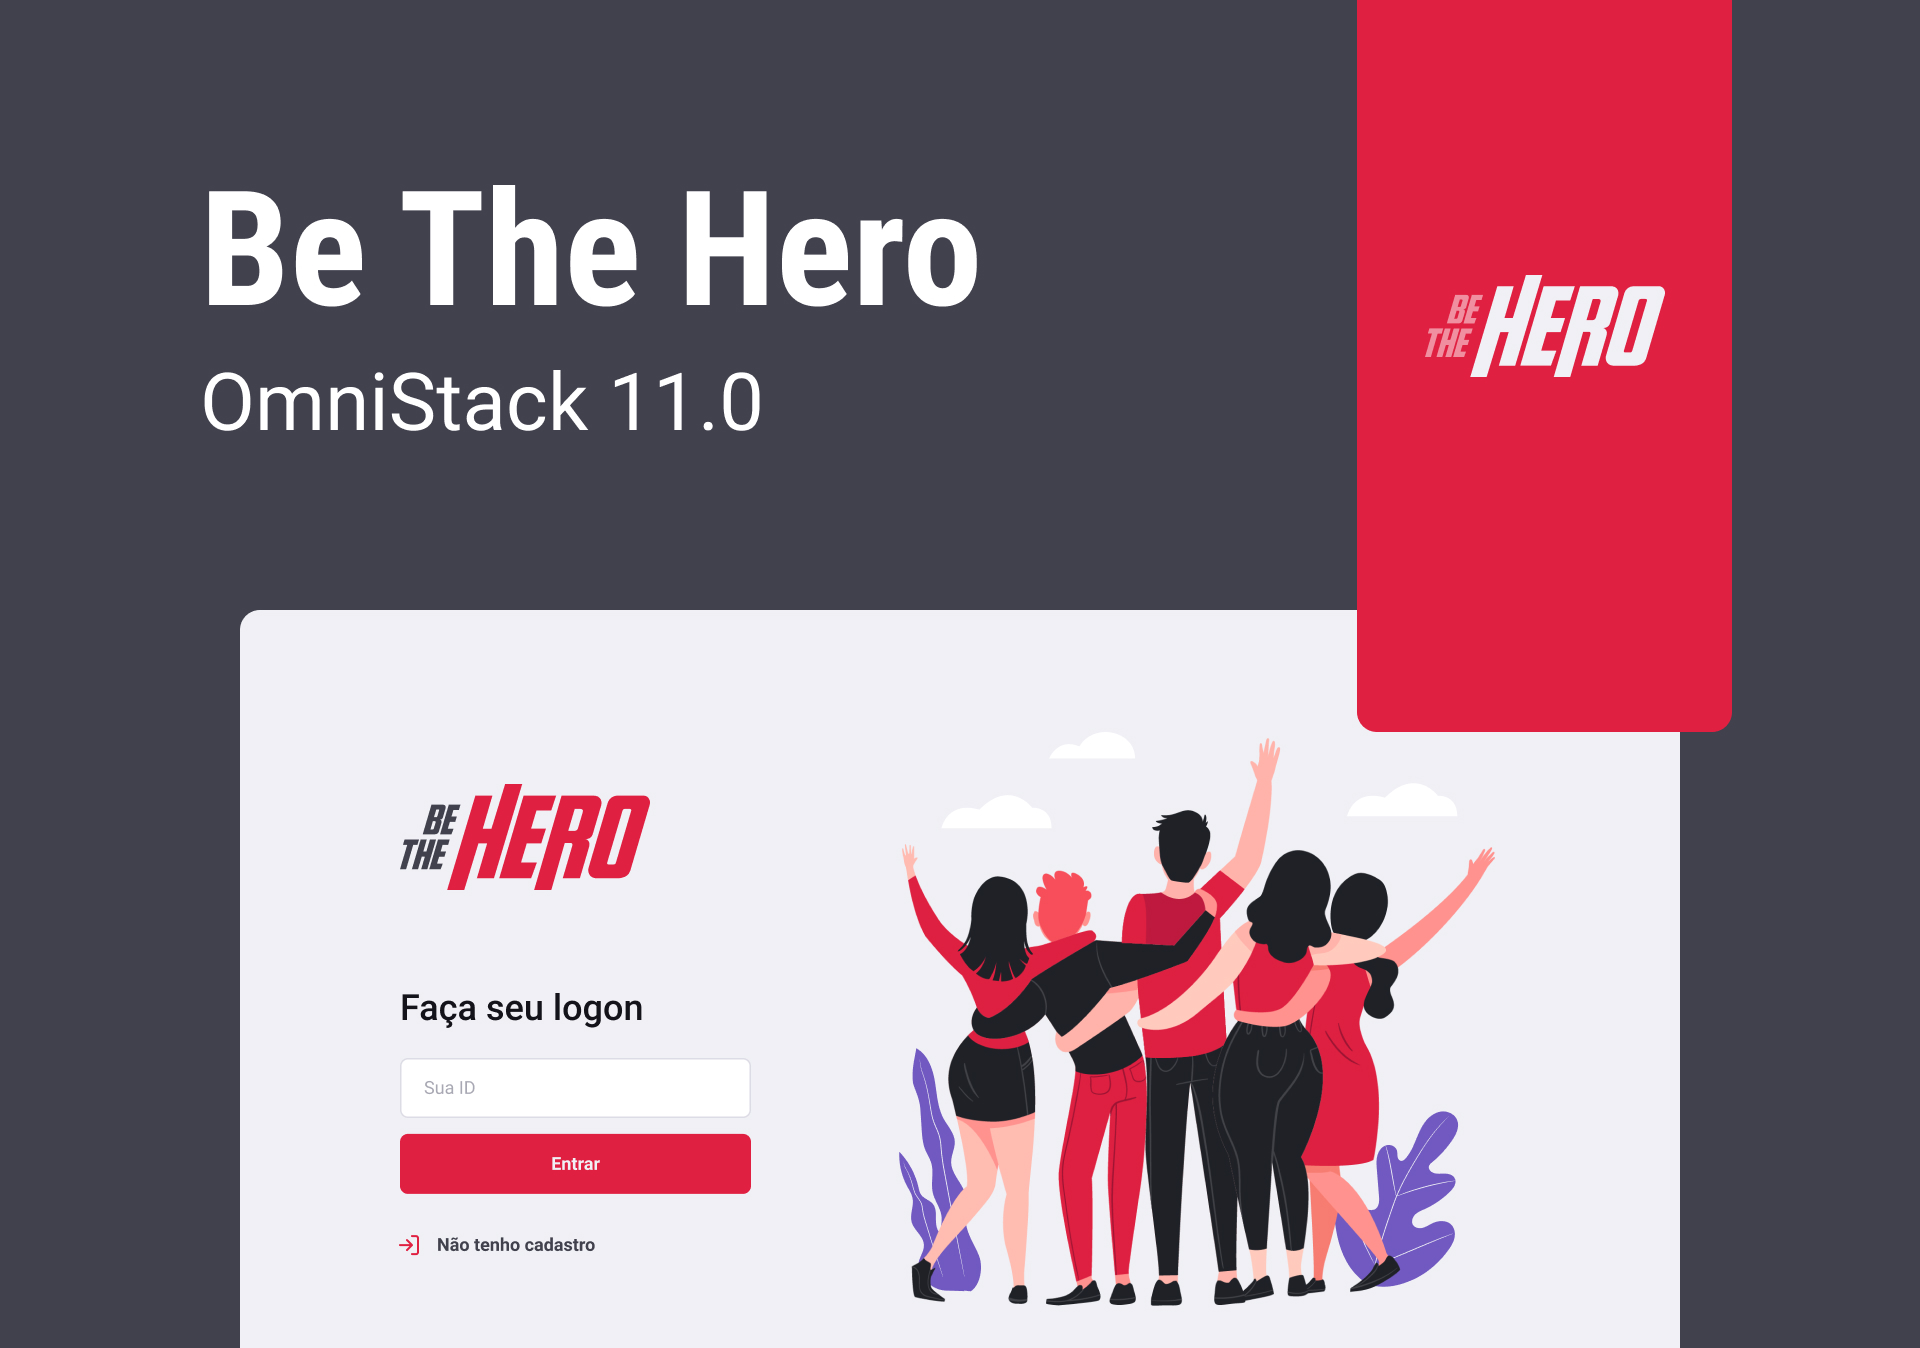 Be The Hero
OmniStack 11.0
BE
THE
HERO
BE
THE
HERO
Faça seu logon
Sua ID
Entrar
Não tenho cadastro